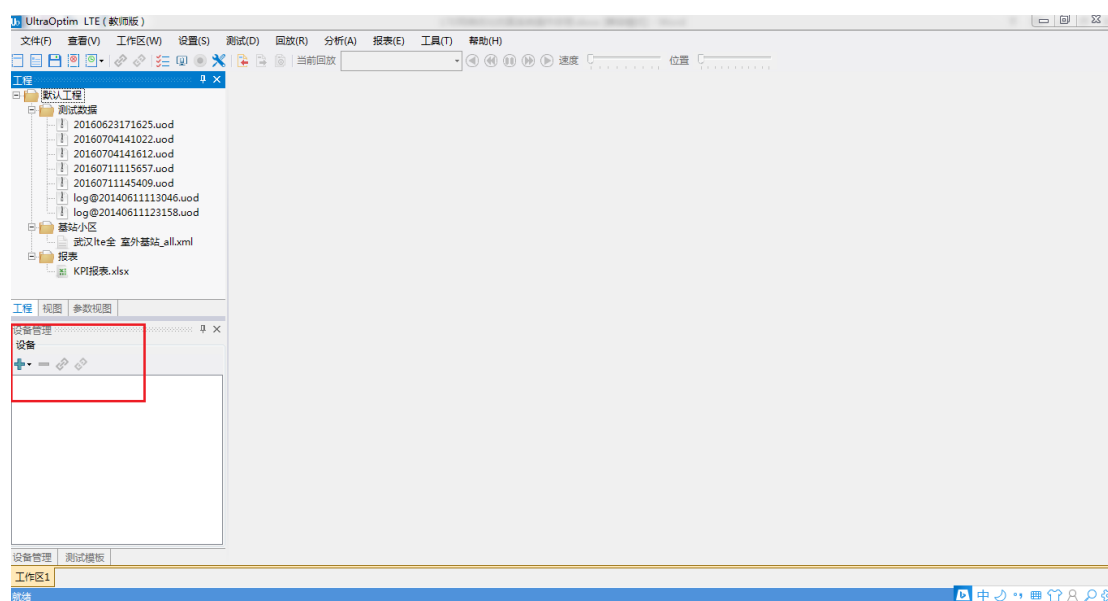 UltraOptim LTE（教师版）
文件(F) 查看(V) 工作区(W) 设置(S) 测试(D) 回放(R) 分析(A) 报表(E) 工具(T) 帮助(H)
当前回放 速度 位置
工程
默认工程
测试数据
20160623171625.uod
20160704141022.uod
20160704141612.uod
20160711115657.uod
20160711145409.uod
log@20140611113046.uod
log@20140611123158.uod
基站小区
武汉lte全 室外基站_all.xml
报表
KPI报表.xlsx
工程 视图 参数视图
设备管理
设备
设备管理 测试模板
工作区1
就绪
中